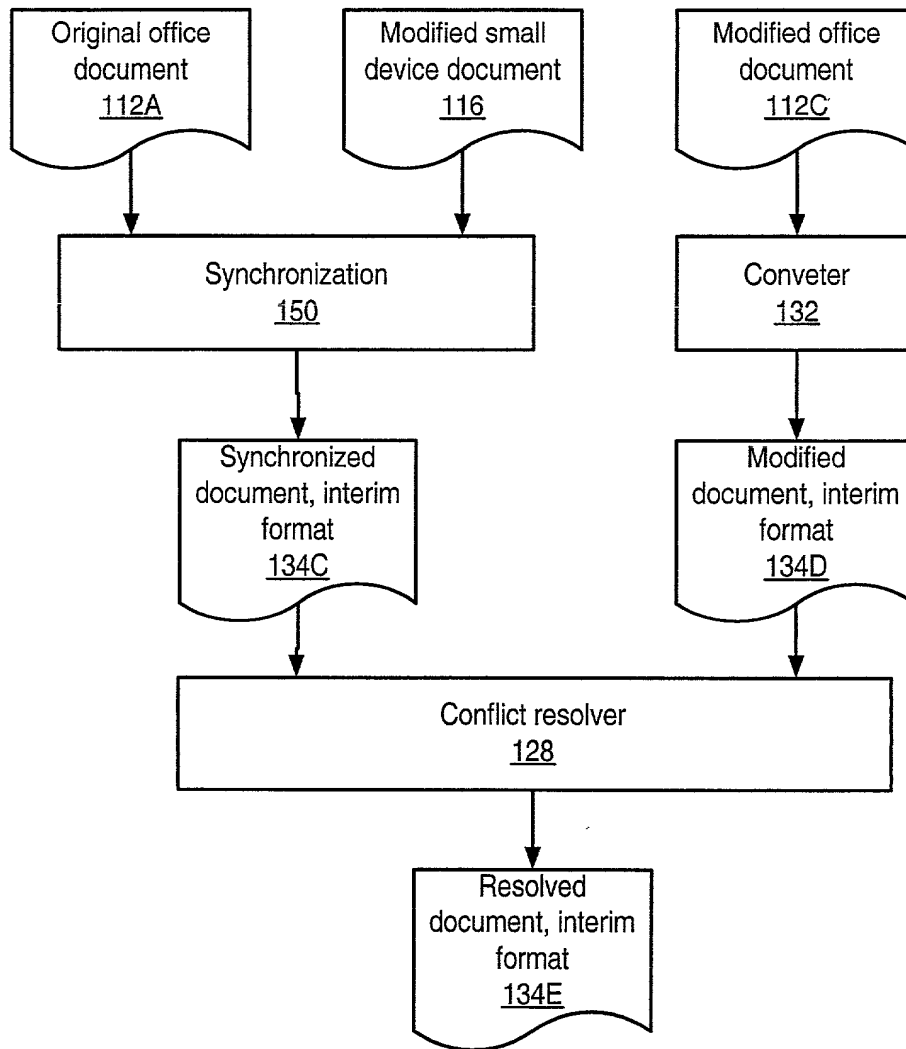 Original office
document
112A
Modified small
device document
116
Modified office
document
112C
Synchronization
150
Conveter
132
Synchronized
document, interim
format
134C
Modified
document, interim
format
134D
Conflict resolver
128
Resolved
document, interim
format
134E